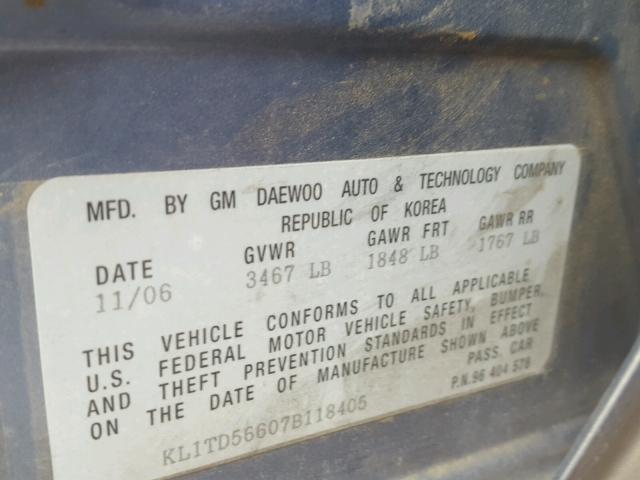 MFD. BY GM DAEWOO AUTO & TECHNOLOGY COMPANY
REPUBLIC OF KOREA
DATE GVWR GAWR FRT GAWR RR
11/06 3467 LB 1848 LB 1767 LB
THIS VEHICLE CONFORMS TO ALL APPLICABLE
U.S. FEDERAL MOTOR VEHICLE SAFETY, BUMPER,
AND THEFT PREVENTION STANDARDS IN EFFECT
ON THE DATE OF MANUFACTURE SHOWN ABOVE
PASS. CAR
KL1TD56607B118405 P.N.96 404 578